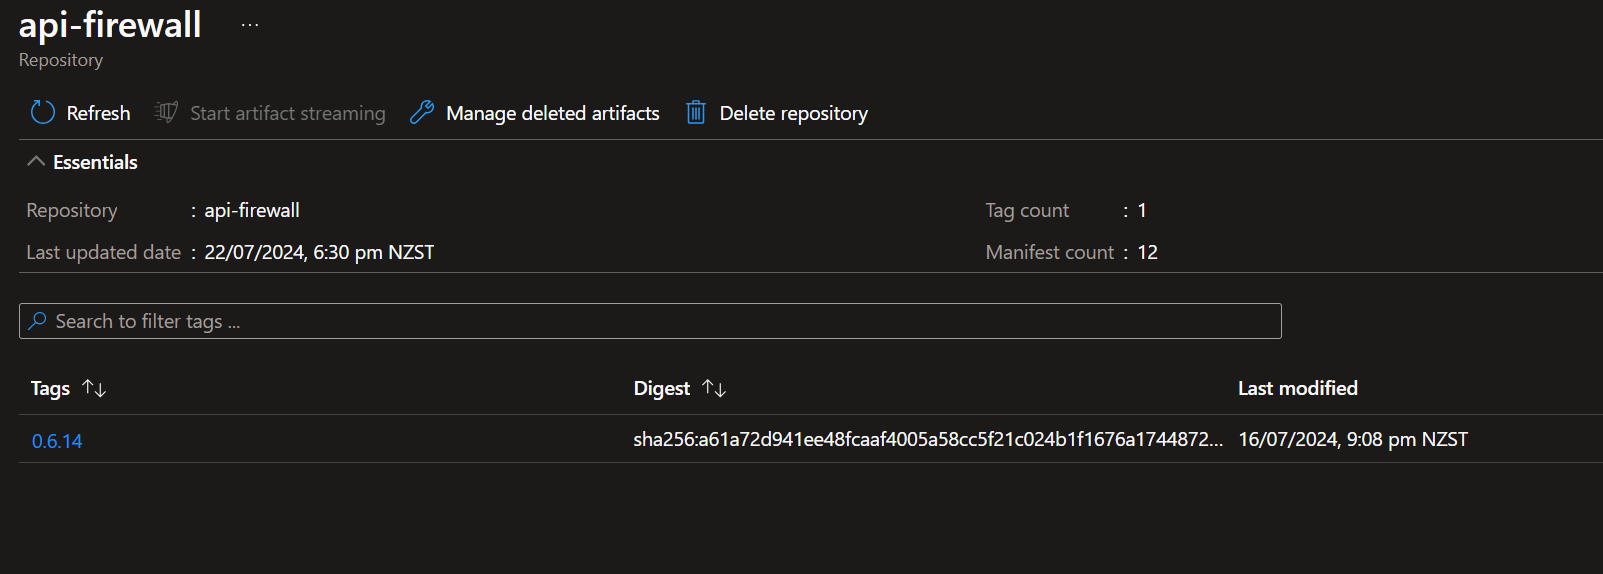 api-firewall ...
Repository
Refresh Start artifact streaming Manage deleted artifacts Delete repository
Essentials
Repository : api-firewall Tag count : 1
Last updated date : 22/07/2024, 6:30 pm NZST Manifest count : 12
Search to filter tags ...
Tags ↑↓ Digest ↑↓ Last modified
0.6.14 sha256:a61a72d941ee48fcaaf4005a58cc5f21c024b1f1676a1744872... 16/07/2024, 9:08 pm NZST